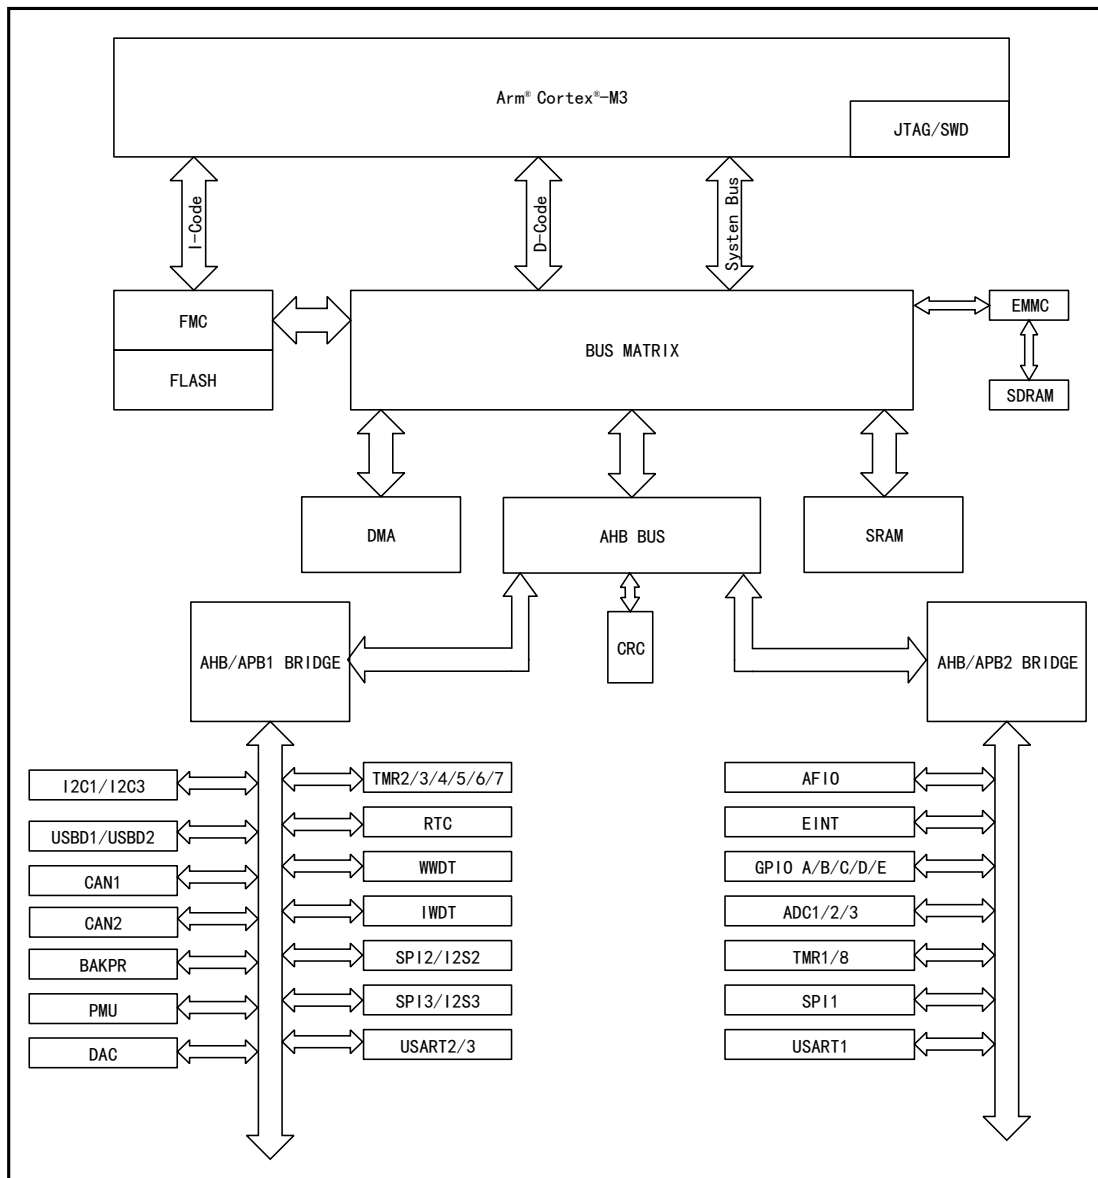 Arm® Cortex®-M3
JTAG/SWD
I-Code
D-Code
Systen Bus
FMC
FLASH
BUS MATRIX
EMMC
SDRAM
DMA
AHB BUS
SRAM
CRC
AHB/APB1 BRIDGE
AHB/APB2 BRIDGE
I2C1/I2C3
USBD1/USBD2
CAN1
CAN2
BAKPR
PMU
DAC
TMR2/3/4/5/6/7
RTC
WWDT
IWDT
SPI2/I2S2
SPI3/I2S3
USART2/3
AFIO
EINT
GPIO A/B/C/D/E
ADC1/2/3
TMR1/8
SPI1
USART1